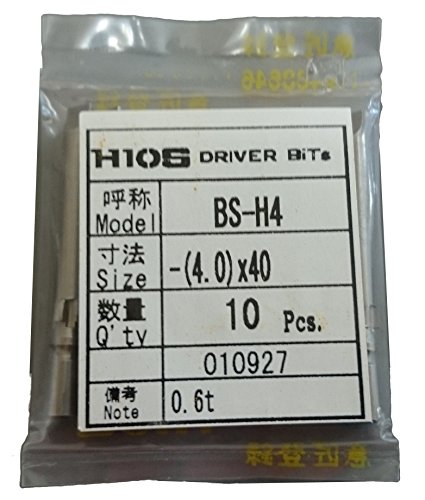 HIOS DRIVER BiTs
呼称 Model BS-H4
寸法 Size -(4.0)x40
数量 Q'ty 10 Pcs.
010927
備考 Note 0.6t